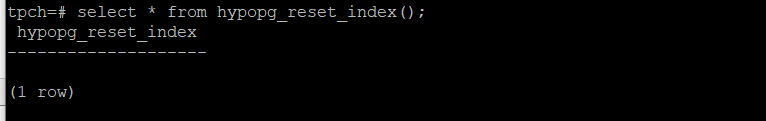 tpch=# select * from hypopg_reset_index();
 hypopg_reset_index
--------------------

(1 row)